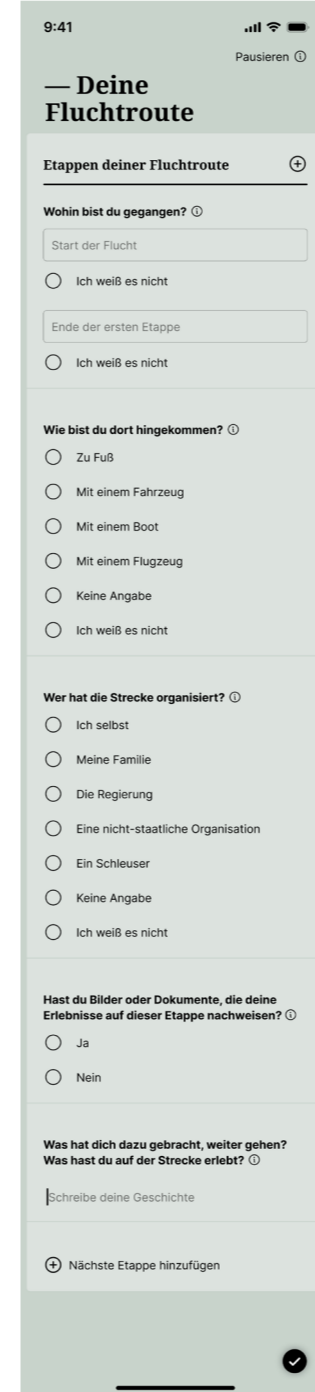 9:41
Pausieren
— Deine
Fluchtroute
Etappen deiner Fluchtroute
Wohin bist du gegangen?
Start der Flucht
Ich weiß es nicht
Ende der ersten Etappe
Ich weiß es nicht
Wie bist du dort hingekommen?
Zu Fuß
Mit einem Fahrzeug
Mit einem Boot
Mit einem Flugzeug
Keine Angabe
Ich weiß es nicht
Wer hat die Strecke organisiert?
Ich selbst
Meine Familie
Die Regierung
Eine nicht-staatliche Organisation
Ein Schleuser
Keine Angabe
Ich weiß es nicht
Hast du Bilder oder Dokumente, die deine
Erlebnisse auf dieser Etappe nachweisen?
Ja
Nein
Was hat dich dazu gebracht, weiter gehen?
Was hast du auf der Strecke erlebt?
Schreibe deine Geschichte
Nächste Etappe hinzufügen